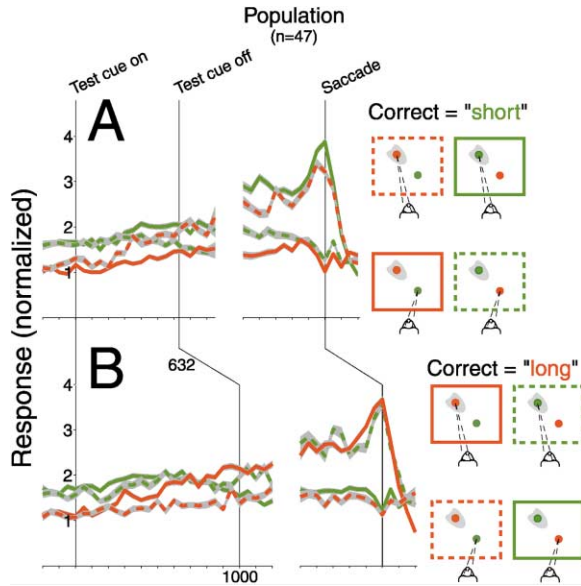 Population
(n=47)
Test cue on
Test cue off
Saccade
A
Correct = "short"
Response (normalized)
4
3
2
1
632
B
Correct = "long"
4
3
2
1
1000